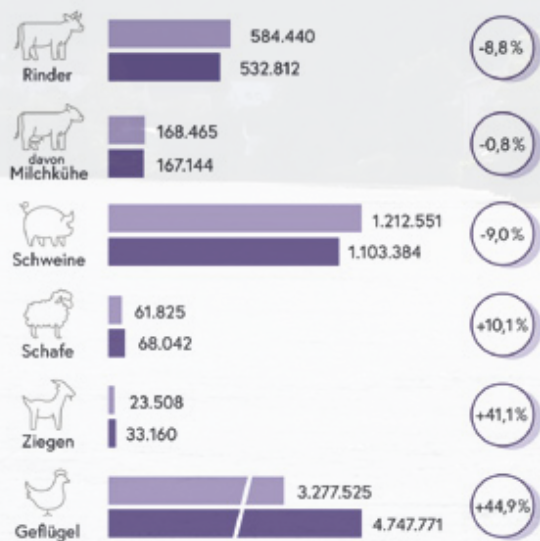 584.440
-8,8%
Rinder
532.812
168.465
-0,8%
davon
Milchkühe
167.144
1.212.551
-9,0%
Schweine
1.103.384
61.825
+10,1%
Schafe
68.042
23.508
+41,1%
Ziegen
33.160
3.277.525
+44,9%
Geflügel
4.747.771